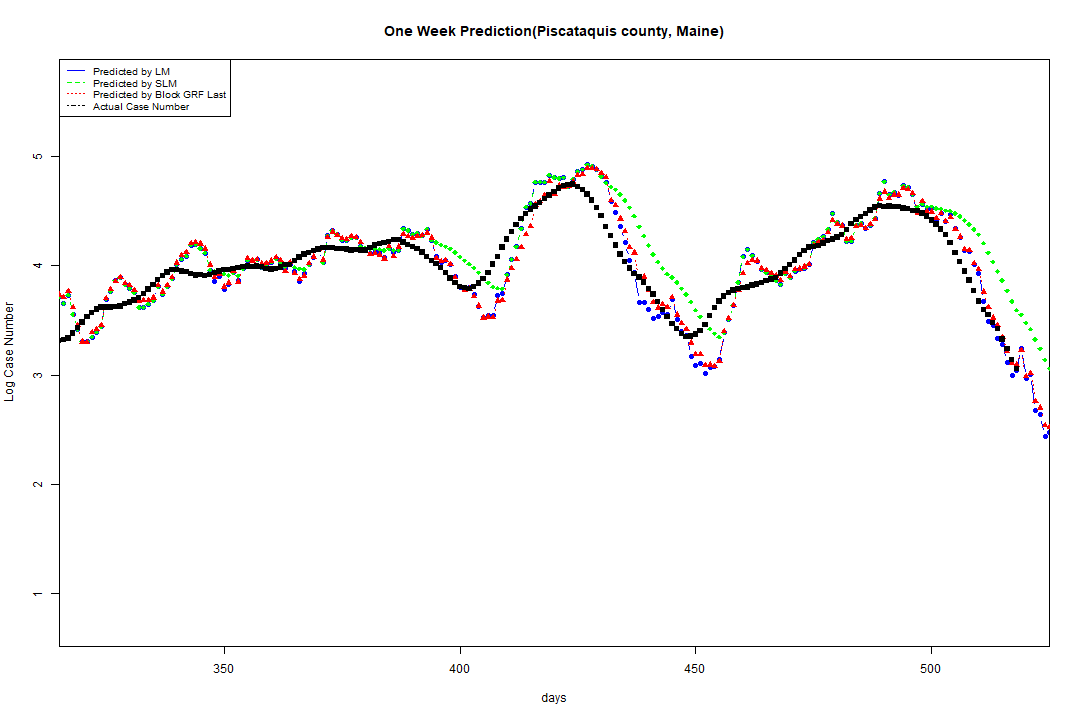 One Week Prediction(Piscataquis county, Maine)
Predicted by LM
Predicted by SLM
Predicted by Block GRF Last
Actual Case Number
Log Case Number
5
4
3
2
1
350
400
450
500
days